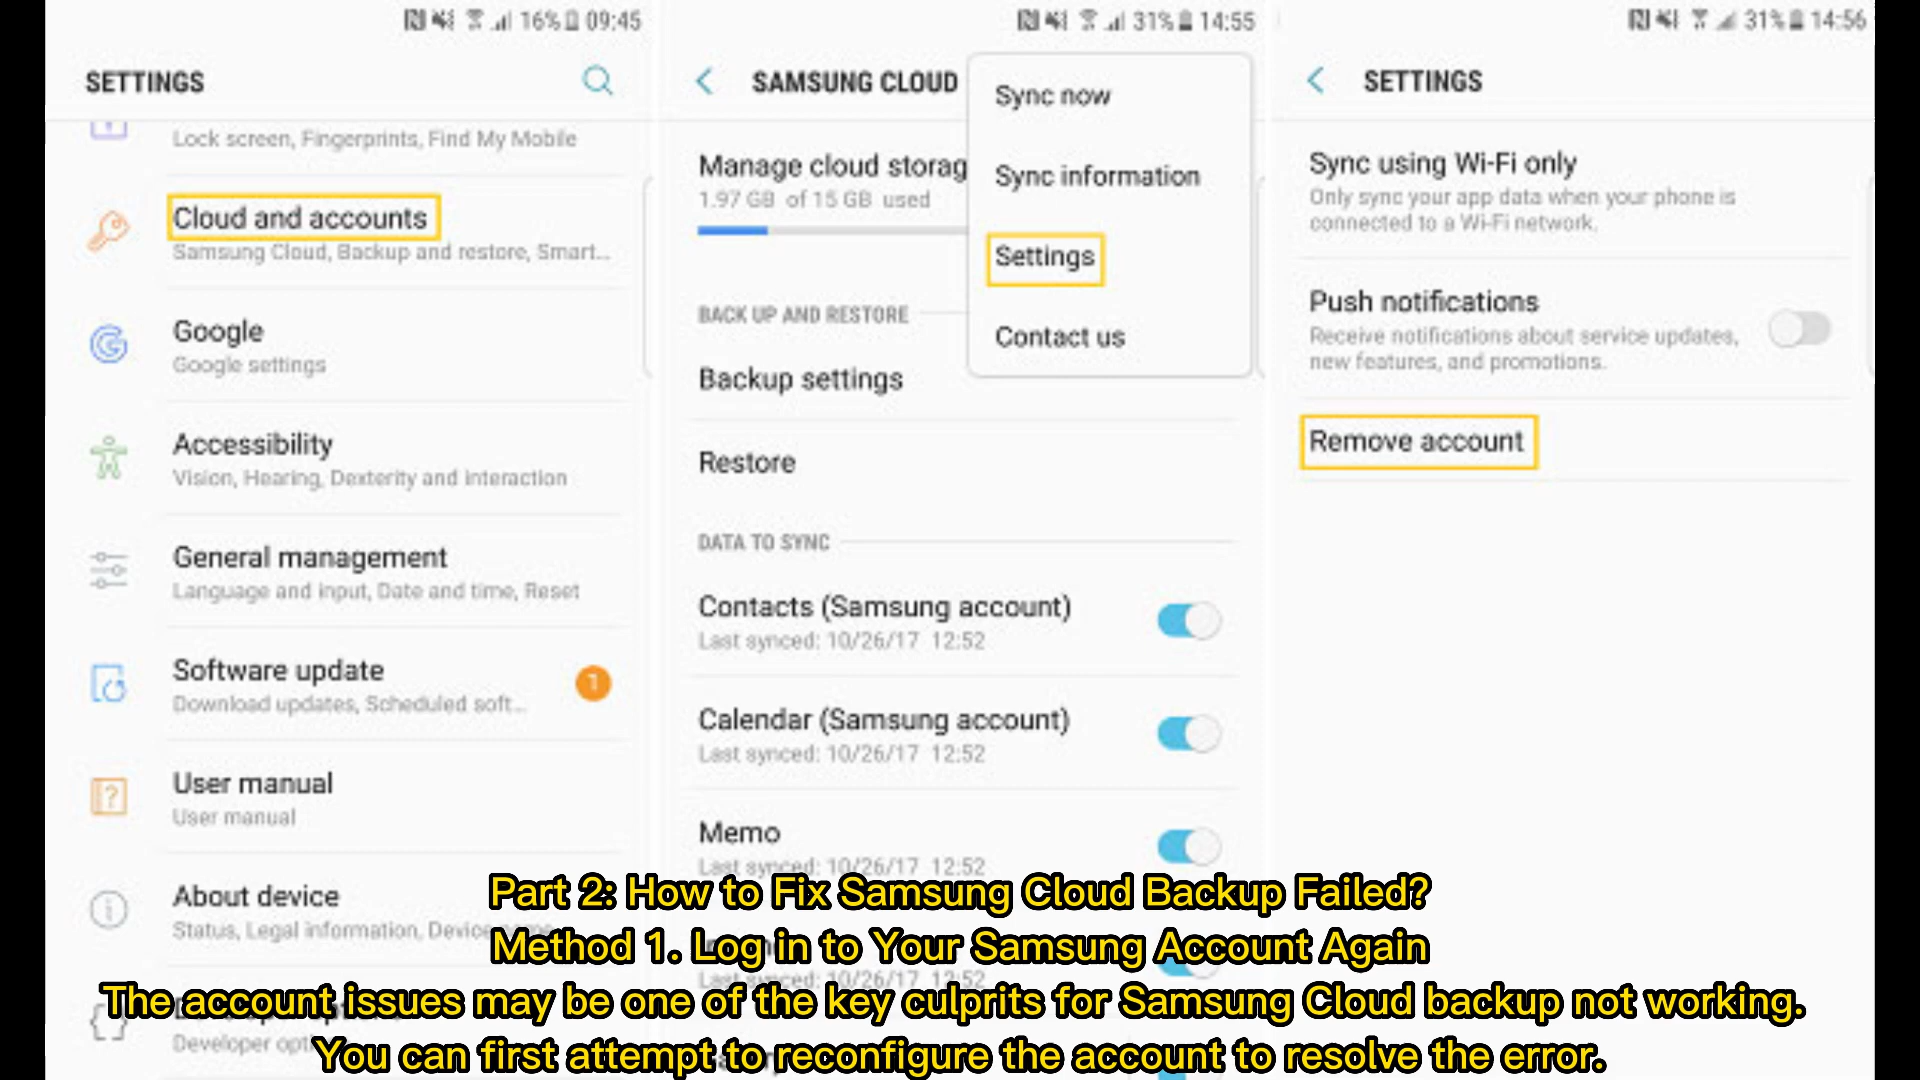 16% 09:45
SETTINGS
Lock screen, Fingerprints, Find My Mobile
Cloud and accounts
Samsung Cloud, Backup and restore, Smart...
Google
Google settings
Accessibility
Vision, Hearing, Dexterity and interaction
General management
Language and input, Date and time, Reset
Software update
1
Download updates, Scheduled soft...
User manual
User manual
About device
Status, Legal information, Device
Developer
31% 14:55
SAMSUNG CLOUD
Sync now
Sync information
Settings
Contact us
Manage cloud storag
1.97 GB of 15 GB used
BACK UP AND RESTORE
Backup settings
Restore
DATA TO SYNC
Contacts (Samsung account)
Last synced: 10/26/17 12:52
Calendar (Samsung account)
Last synced: 10/26/17 12:52
Memo
Last synced: 10/26/17 12:52
Last synced: 10/26/17 12:52
31% 14:56
SETTINGS
Sync using Wi-Fi only
Only sync your app data when your phone is
connected to a Wi-Fi network.
Push notifications
Receive notifications about service updates,
new features, and promotions.
Remove account
Part 2: How to Fix Samsung Cloud Backup Failed?
Method 1. Log in to Your Samsung Account Again
The account issues may be one of the key culprits for Samsung Cloud backup not working.
You can first attempt to reconfigure the account to resolve the error.